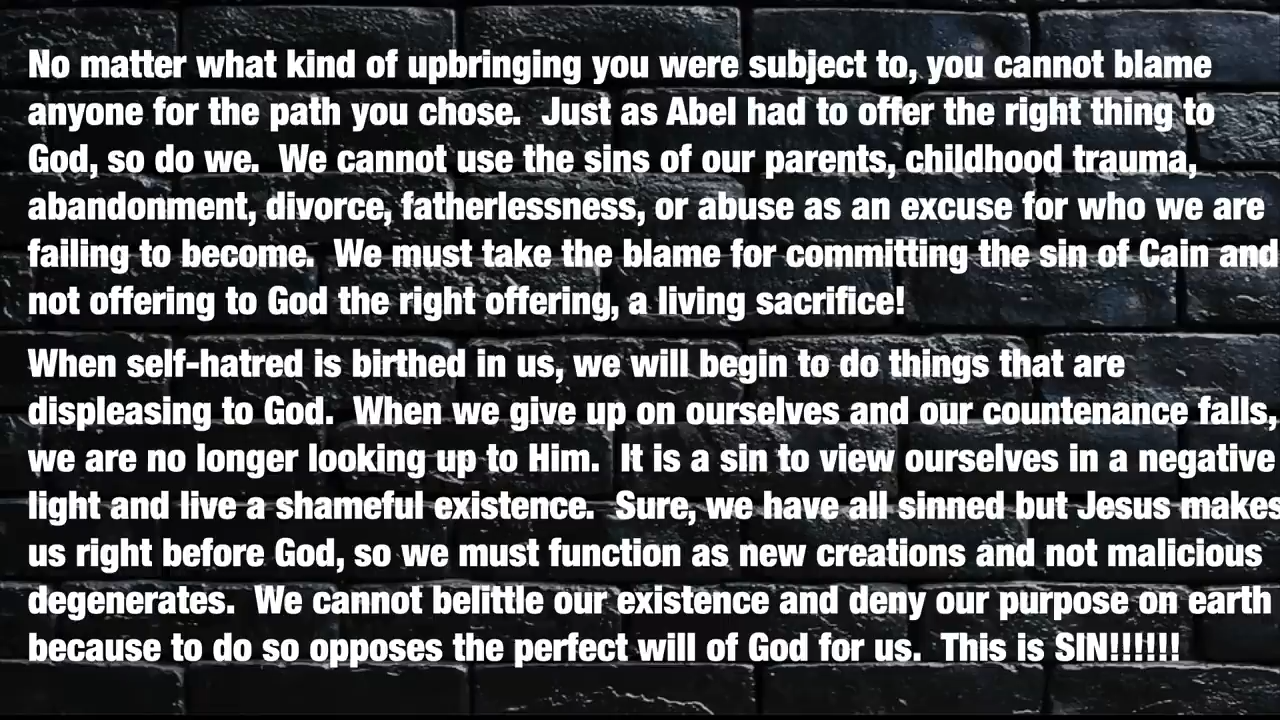 No matter what kind of upbringing you were subject to, you cannot blame
anyone for the path you chose.  Just as Abel had to offer the right thing to
God, so do we.  We cannot use the sins of our parents, childhood trauma,
abandonment, divorce, fatherlessness, or abuse as an excuse for who we are
failing to become.  We must take the blame for committing the sin of Cain and
not offering to God the right offering, a living sacrifice!
When self-hatred is birthed in us, we will begin to do things that are
displeasing to God.  When we give up on ourselves and our countenance falls,
we are no longer looking up to Him.  It is a sin to view ourselves in a negative
light and live a shameful existence.  Sure, we have all sinned but Jesus makes
us right before God, so we must function as new creations and not malicious
degenerates.  We cannot belittle our existence and deny our purpose on earth
because to do so opposes the perfect will of God for us.  This is SIN!!!!!!